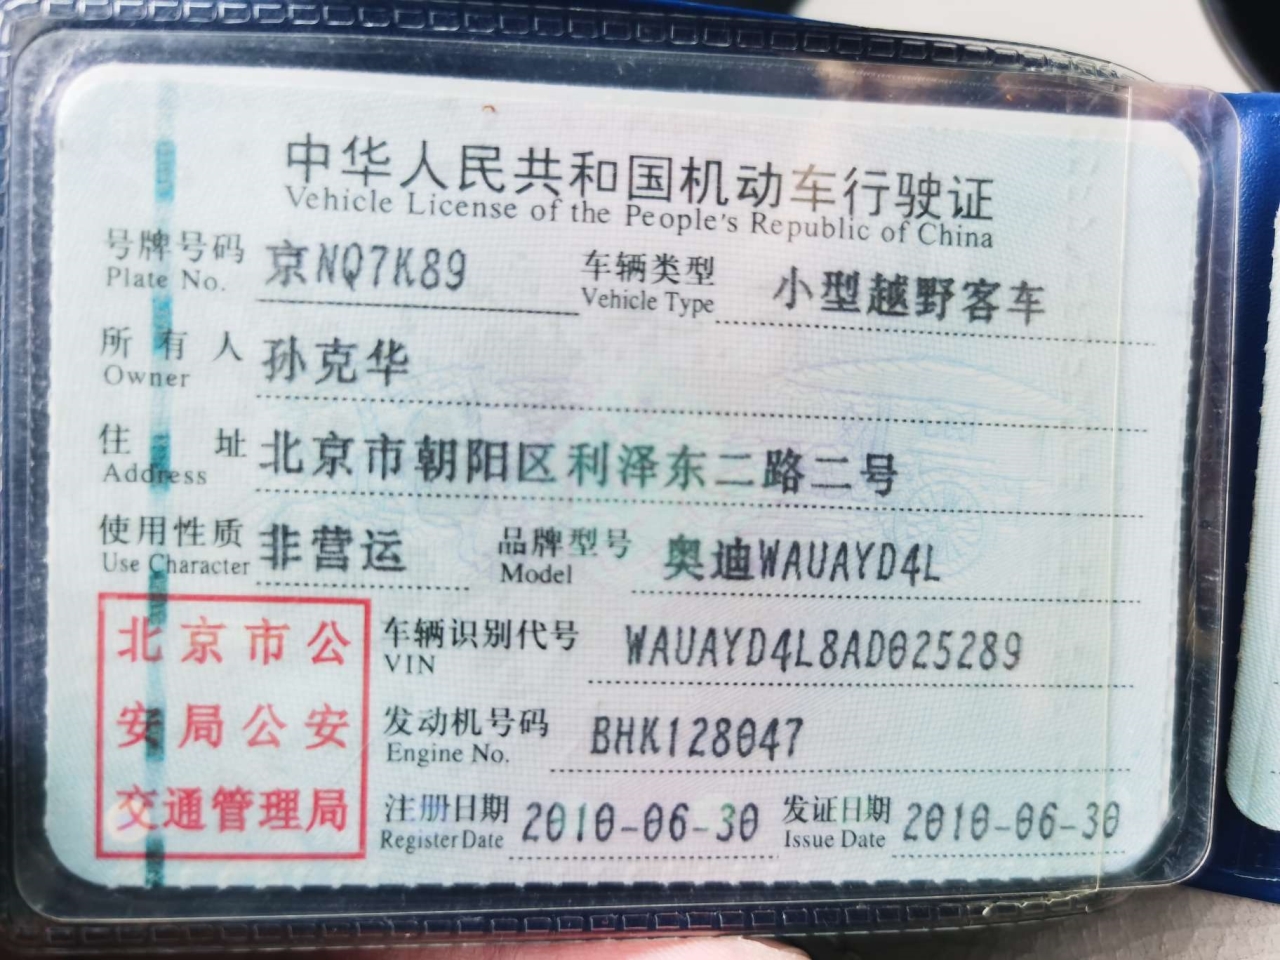 中华人民共和国机动车行驶证
Vehicle License of the People's Republic of China
号牌号码 京NQ7K89 车辆类型 小型越野客车
Plate No. Vehicle Type
所有人 孙克华
Owner
住址 北京市朝阳区利泽东二路二号
Address
使用性质 非营运 品牌型号 奥迪WAUAYD4L
Use Character Model
北京市公
安局公安
交通管理局
车辆识别代号 WAUAYD4L8AD025289
VIN
发动机号码 BHK128047
Engine No.
注册日期 2010-06-30 发证日期 2010-06-30
Register Date Issue Date